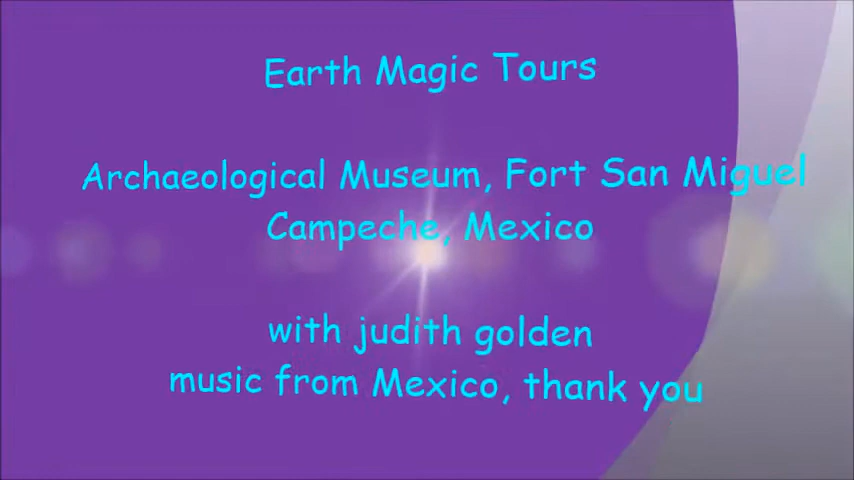 Earth Magic Tours
Archaeological Museum, Fort San Miguel
Campeche, Mexico
with judith golden
music from Mexico, thank you